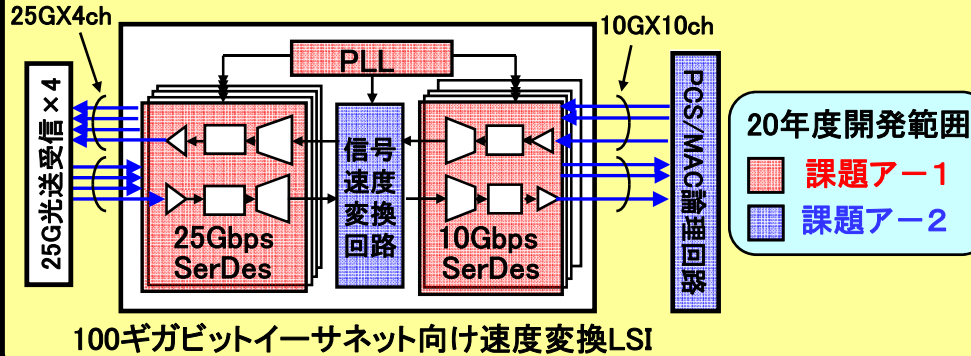 25GX4ch
10GX10ch
PLL
25G光送受信×4
信号
速度
変換
回路
25Gbps
SerDes
10Gbps
SerDes
PCS/MAC論理回路
20年度開発範囲
課題アー1
課題アー2
100ギガビットイーサネット向け速度変換LSI